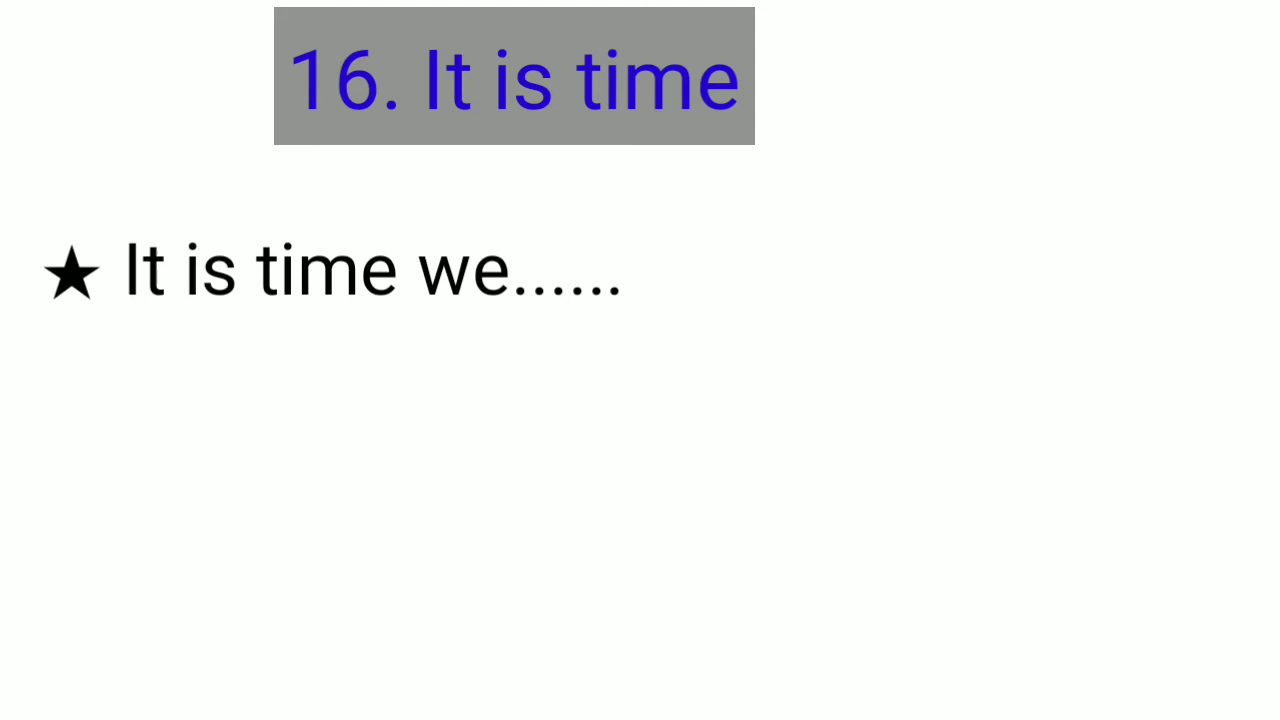 16. It is time
★ It is time we......